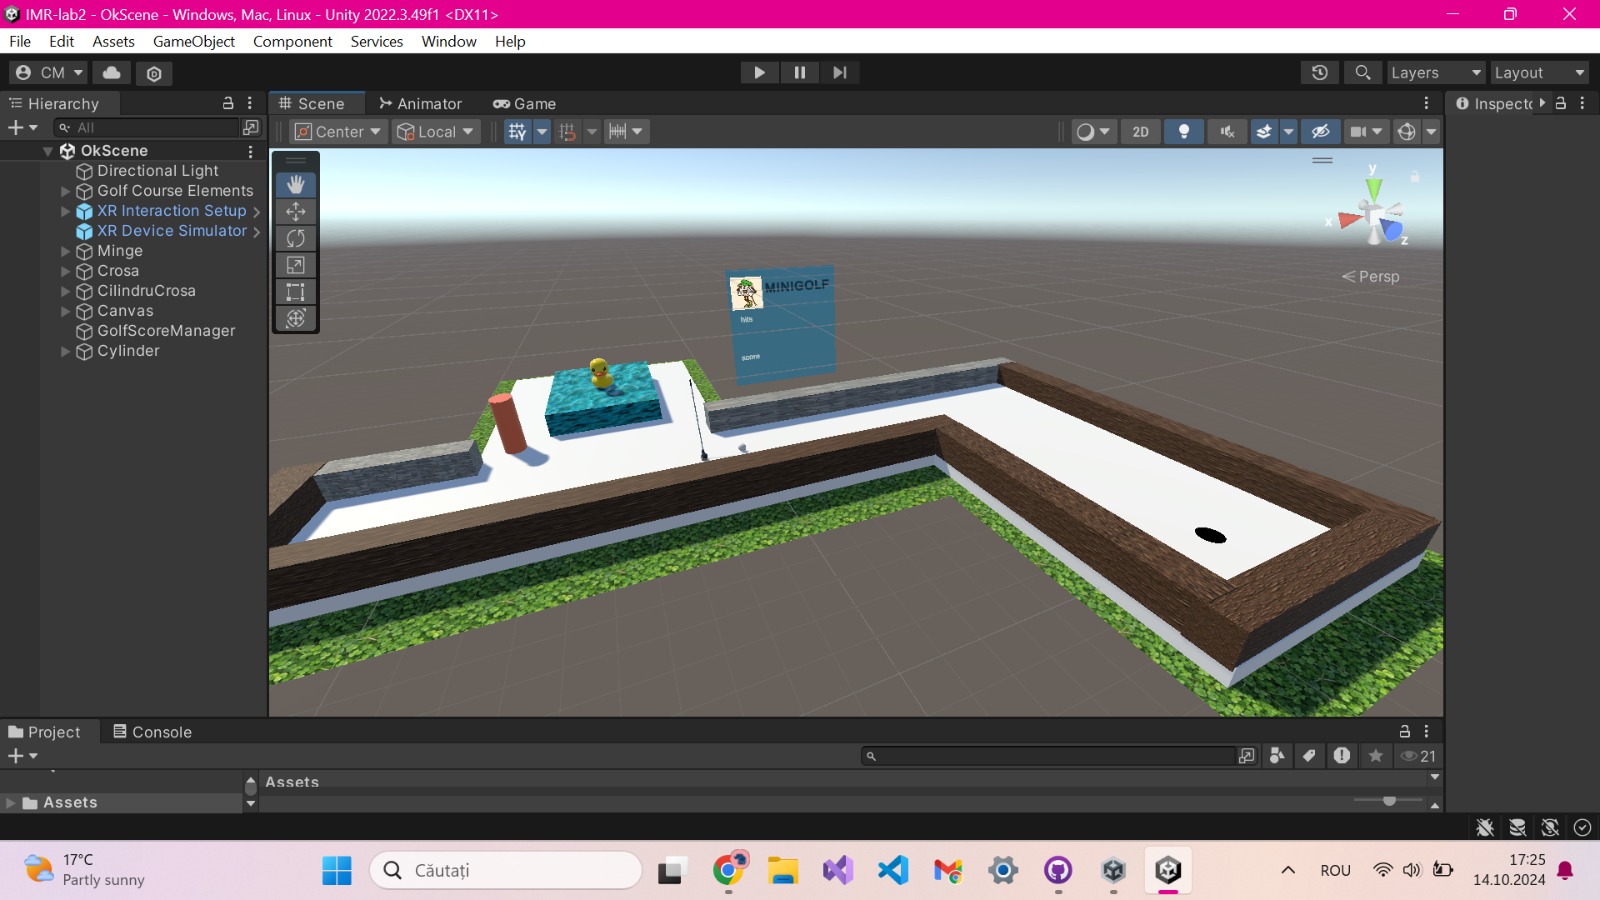 IMR-lab2 - OkScene - Windows, Mac, Linux - Unity 2022.3.49f1 <DX11>
File Edit Assets GameObject Component Services Window Help
CM Layers Layout
Hierarchy Scene Animator Game Inspecto
All Center Local 2D
OkScene
Directional Light
Golf Course Elements
XR Interaction Setup
XR Device Simulator
Minge
Crosa
CilindruCrosa
Canvas
GolfScoreManager
Cylinder
y
x
z
Persp
MINIGOLF
hits
score
Project Console
21
Assets
Assets
17°C
Partly sunny
Căutați
ROU
17:25
14.10.2024